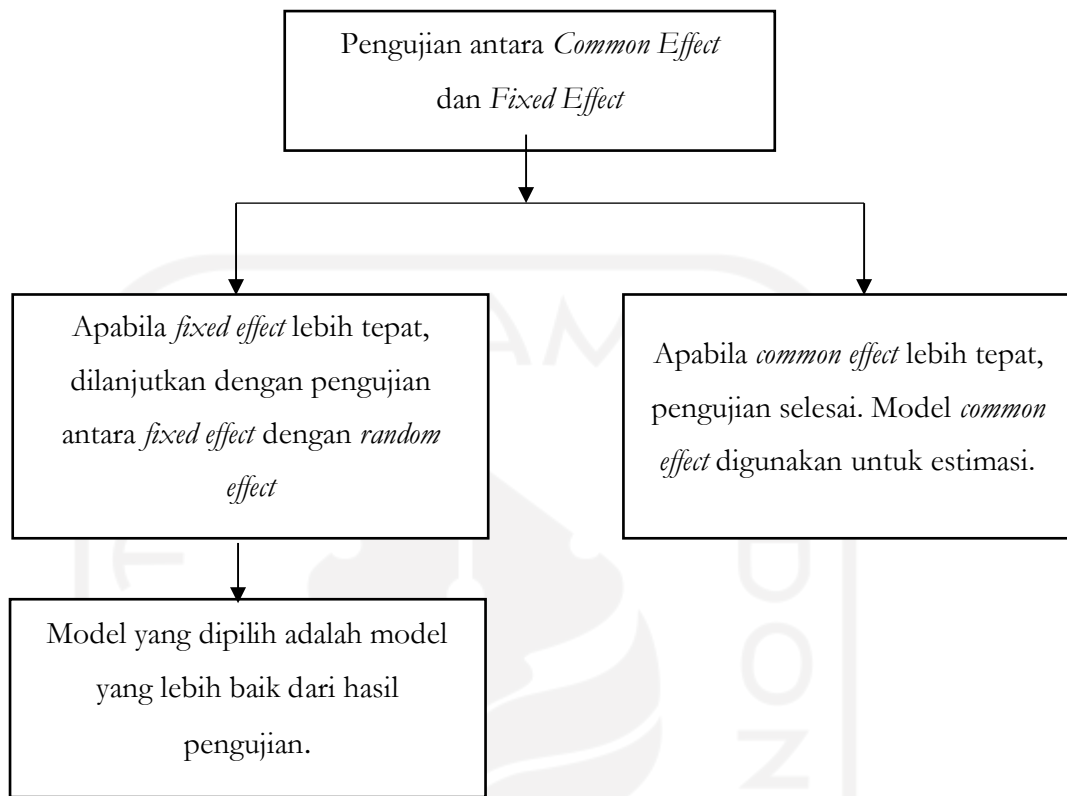 Pengujian antara Common Effect
dan Fixed Effect
Apabila fixed effect lebih tepat,
dilanjutkan dengan pengujian
antara fixed effect dengan random
effect
Apabila common effect lebih tepat,
pengujian selesai. Model common
effect digunakan untuk estimasi.
Model yang dipilih adalah model
yang lebih baik dari hasil
pengujian.